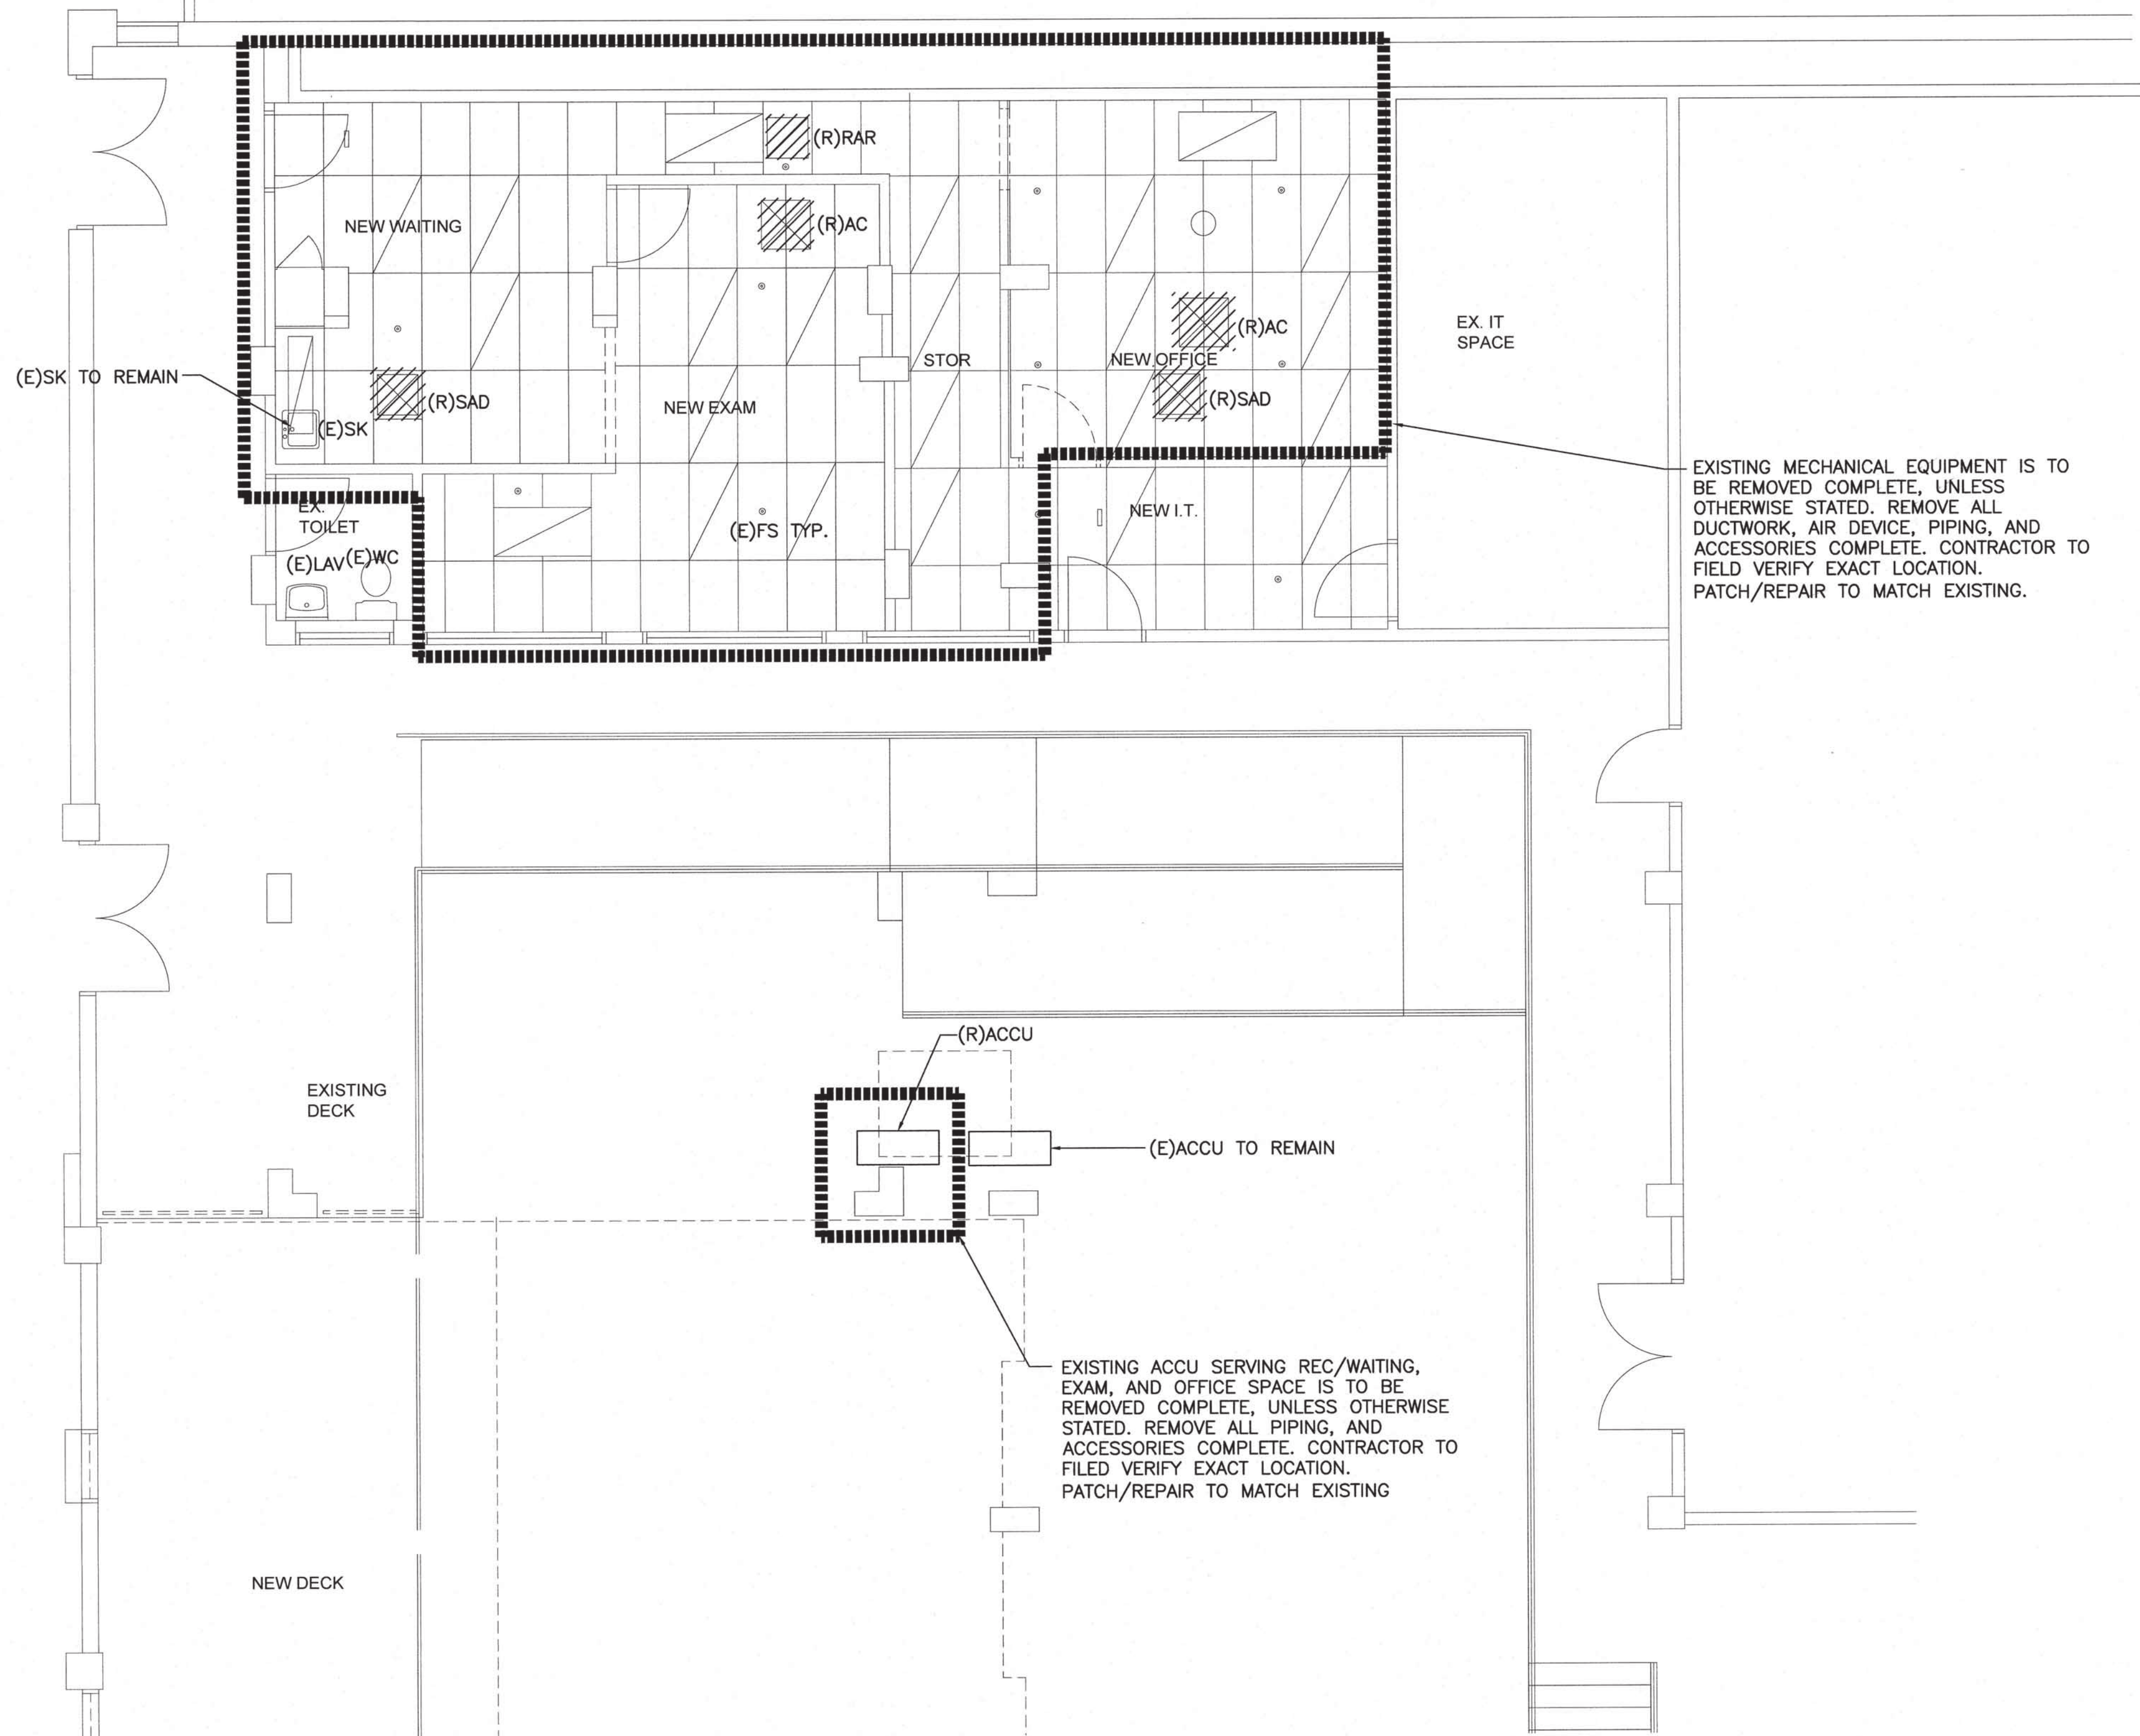 (R)RAR
NEW WAITING
(R)AC
(R)AC
EX. IT
SPACE
STOR
NEW OFFICE
(E)SK TO REMAIN
(R)SAD
(R)SAD
NEW EXAM
(E)SK
EXISTING MECHANICAL EQUIPMENT IS TO
BE REMOVED COMPLETE, UNLESS
OTHERWISE STATED. REMOVE ALL
DUCTWORK, AIR DEVICE, PIPING, AND
ACCESSORIES COMPLETE. CONTRACTOR TO
FIELD VERIFY EXACT LOCATION.
PATCH/REPAIR TO MATCH EXISTING.
EX.
TOILET
NEW I.T.
(E)FS TYP.
(E)LAV
(E)WC
(R)ACCU
EXISTING
DECK
(E)ACCU TO REMAIN
EXISTING ACCU SERVING REC/WAITING,
EXAM, AND OFFICE SPACE IS TO BE
REMOVED COMPLETE, UNLESS OTHERWISE
STATED. REMOVE ALL PIPING, AND
ACCESSORIES COMPLETE. CONTRACTOR TO
FILED VERIFY EXACT LOCATION.
PATCH/REPAIR TO MATCH EXISTING
NEW DECK